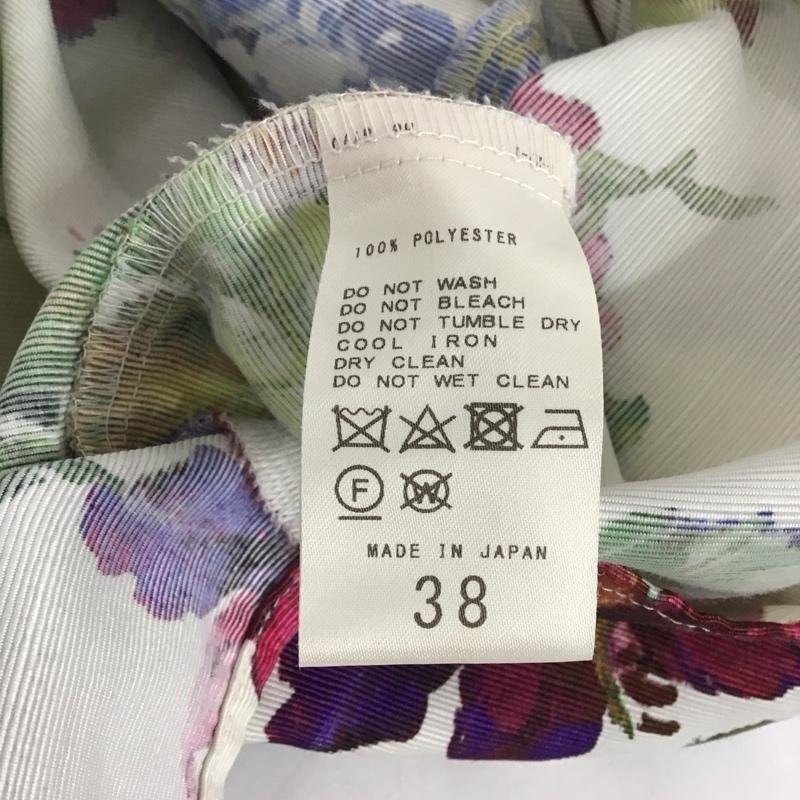 100% POLYESTER
DO NOT WASH
DO NOT BLEACH
DO NOT TUMBLE DRY
COOL IRON
DRY CLEAN
DO NOT WET CLEAN
F
W
MADE IN JAPAN
38